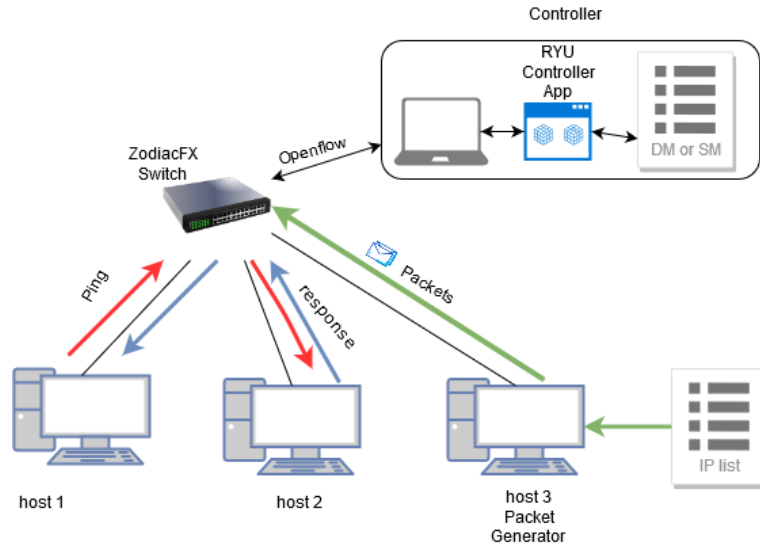 Controller
RYU
Controller
App
DM or SM
Openflow
ZodiacFX
Switch
Ping
response
Packets
IP list
host 1
host 2
host 3
Packet
Generator